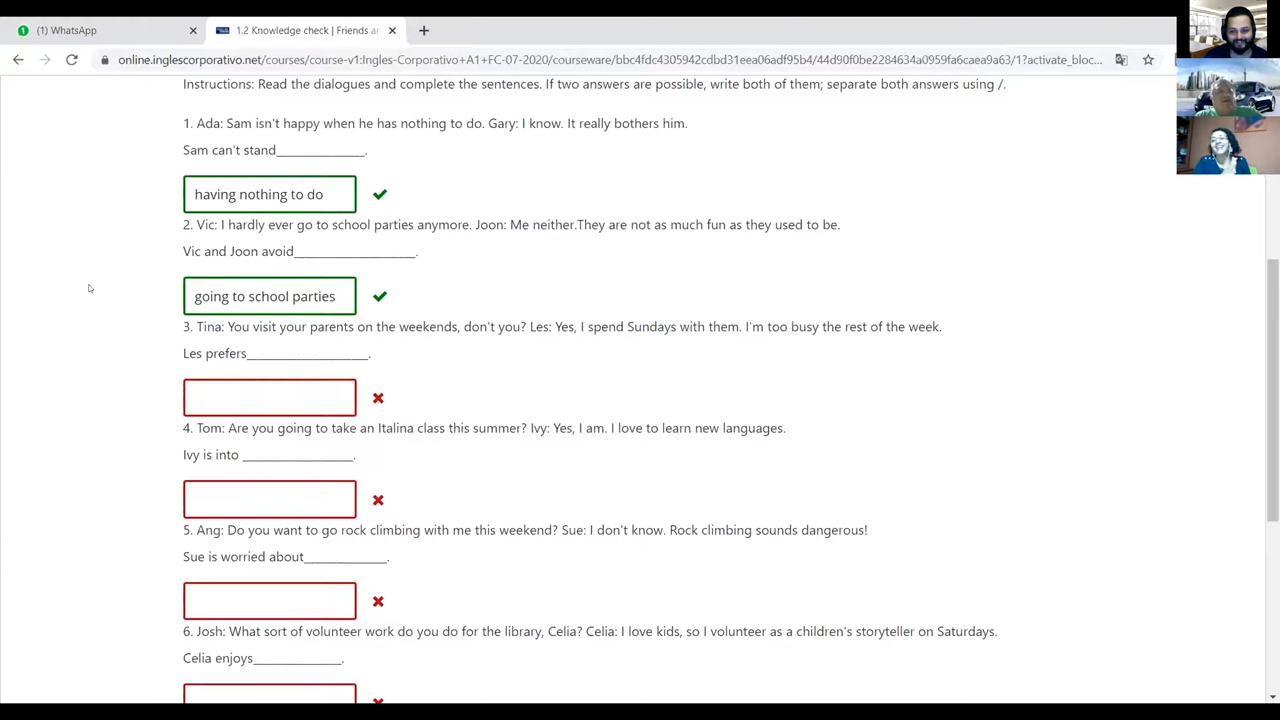 1 (1) WhatsApp
1.2 Knowledge check | Friends ar
online.inglescorporativo.net/courses/course-v1:Ingles-Corporativo+A1+FC-07-2020/courseware/bbc4fdc4305942cdbd31eea06adf95b4/44d90f0be2284634a0959fa6caea9a63/1?activate_bloc...
Instructions: Read the dialogues and complete the sentences. If two answers are possible, write both of them; separate both answers using /.
1. Ada: Sam isn't happy when he has nothing to do. Gary: I know. It really bothers him.
Sam can't stand______________.
having nothing to do
2. Vic: I hardly ever go to school parties anymore. Joon: Me neither.They are not as much fun as they used to be.
Vic and Joon avoid___________________.
going to school parties
3. Tina: You visit your parents on the weekends, don't you? Les: Yes, I spend Sundays with them. I'm too busy the rest of the week.
Les prefers___________________.
4. Tom: Are you going to take an Italina class this summer? Ivy: Yes, I am. I love to learn new languages.
Ivy is into _________________.
5. Ang: Do you want to go rock climbing with me this weekend? Sue: I don't know. Rock climbing sounds dangerous!
Sue is worried about_____________.
6. Josh: What sort of volunteer work do you do for the library, Celia? Celia: I love kids, so I volunteer as a children's storyteller on Saturdays.
Celia enjoys______________.